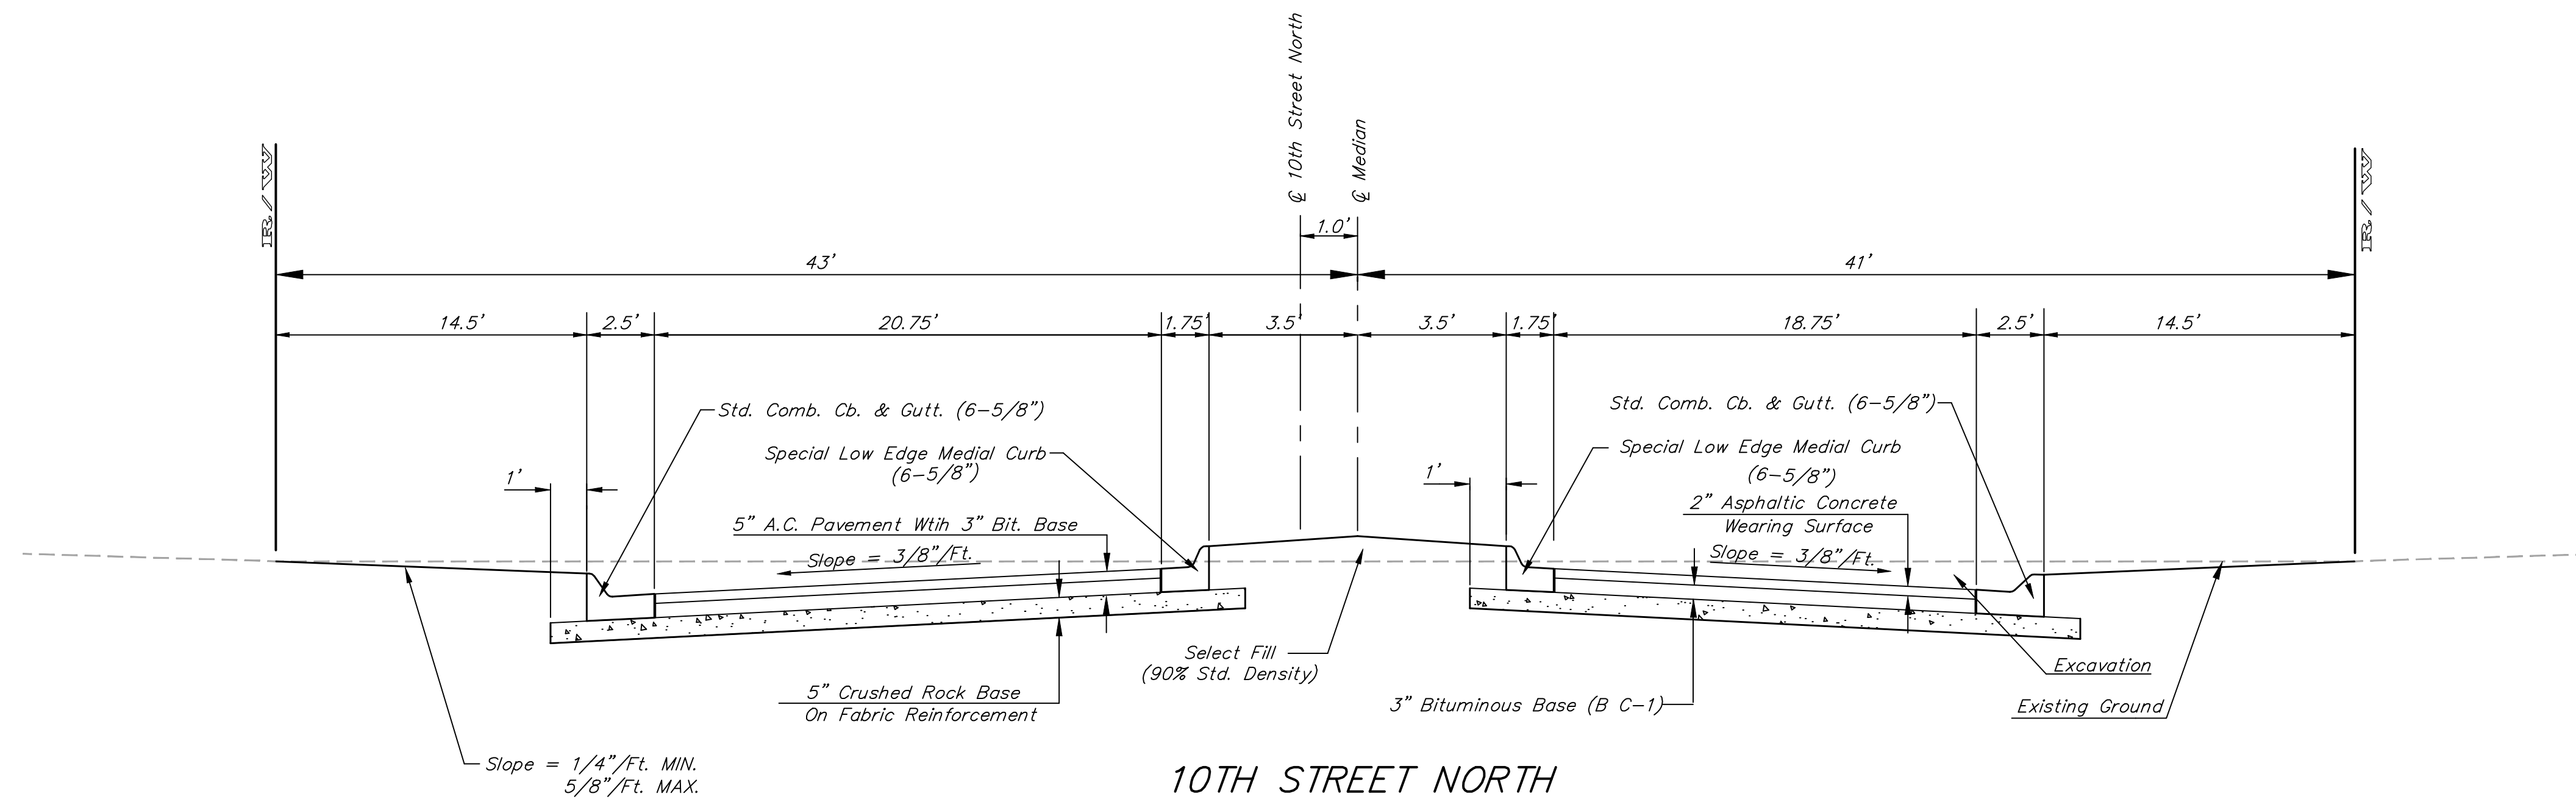 ℄ 10th Street North
℄ Median
R/W
R/W
1.0'
43'
41'
14.5'
2.5'
20.75'
1.75'
3.5'
3.5'
1.75'
18.75'
2.5'
14.5'
Std. Comb. Cb. & Gutt. (6-5/8")
Std. Comb. Cb. & Gutt. (6-5/8")
Special Low Edge Medial Curb
(6-5/8")
Special Low Edge Medial Curb
(6-5/8")
1'
1'
2" Asphaltic Concrete
Wearing Surface
5" A.C. Pavement Wtih 3" Bit. Base
Slope = 3/8"/Ft.
Slope = 3/8"/Ft.
Select Fill
(90% Std. Density)
Excavation
5" Crushed Rock Base
On Fabric Reinforcement
3" Bituminous Base (B C-1)
Existing Ground
Slope = 1/4"/Ft. MIN.
5/8"/Ft. MAX.
10TH STREET NORTH